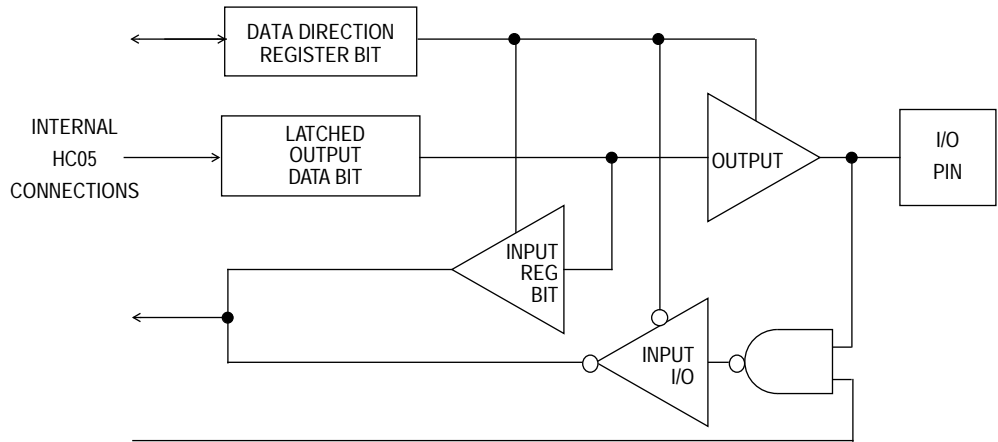 DATA DIRECTION
REGISTER BIT
INTERNAL
HC05
CONNECTIONS
LATCHED
OUTPUT
DATA BIT
OUTPUT
I/O
PIN
INPUT
REG
BIT
INPUT
I/O